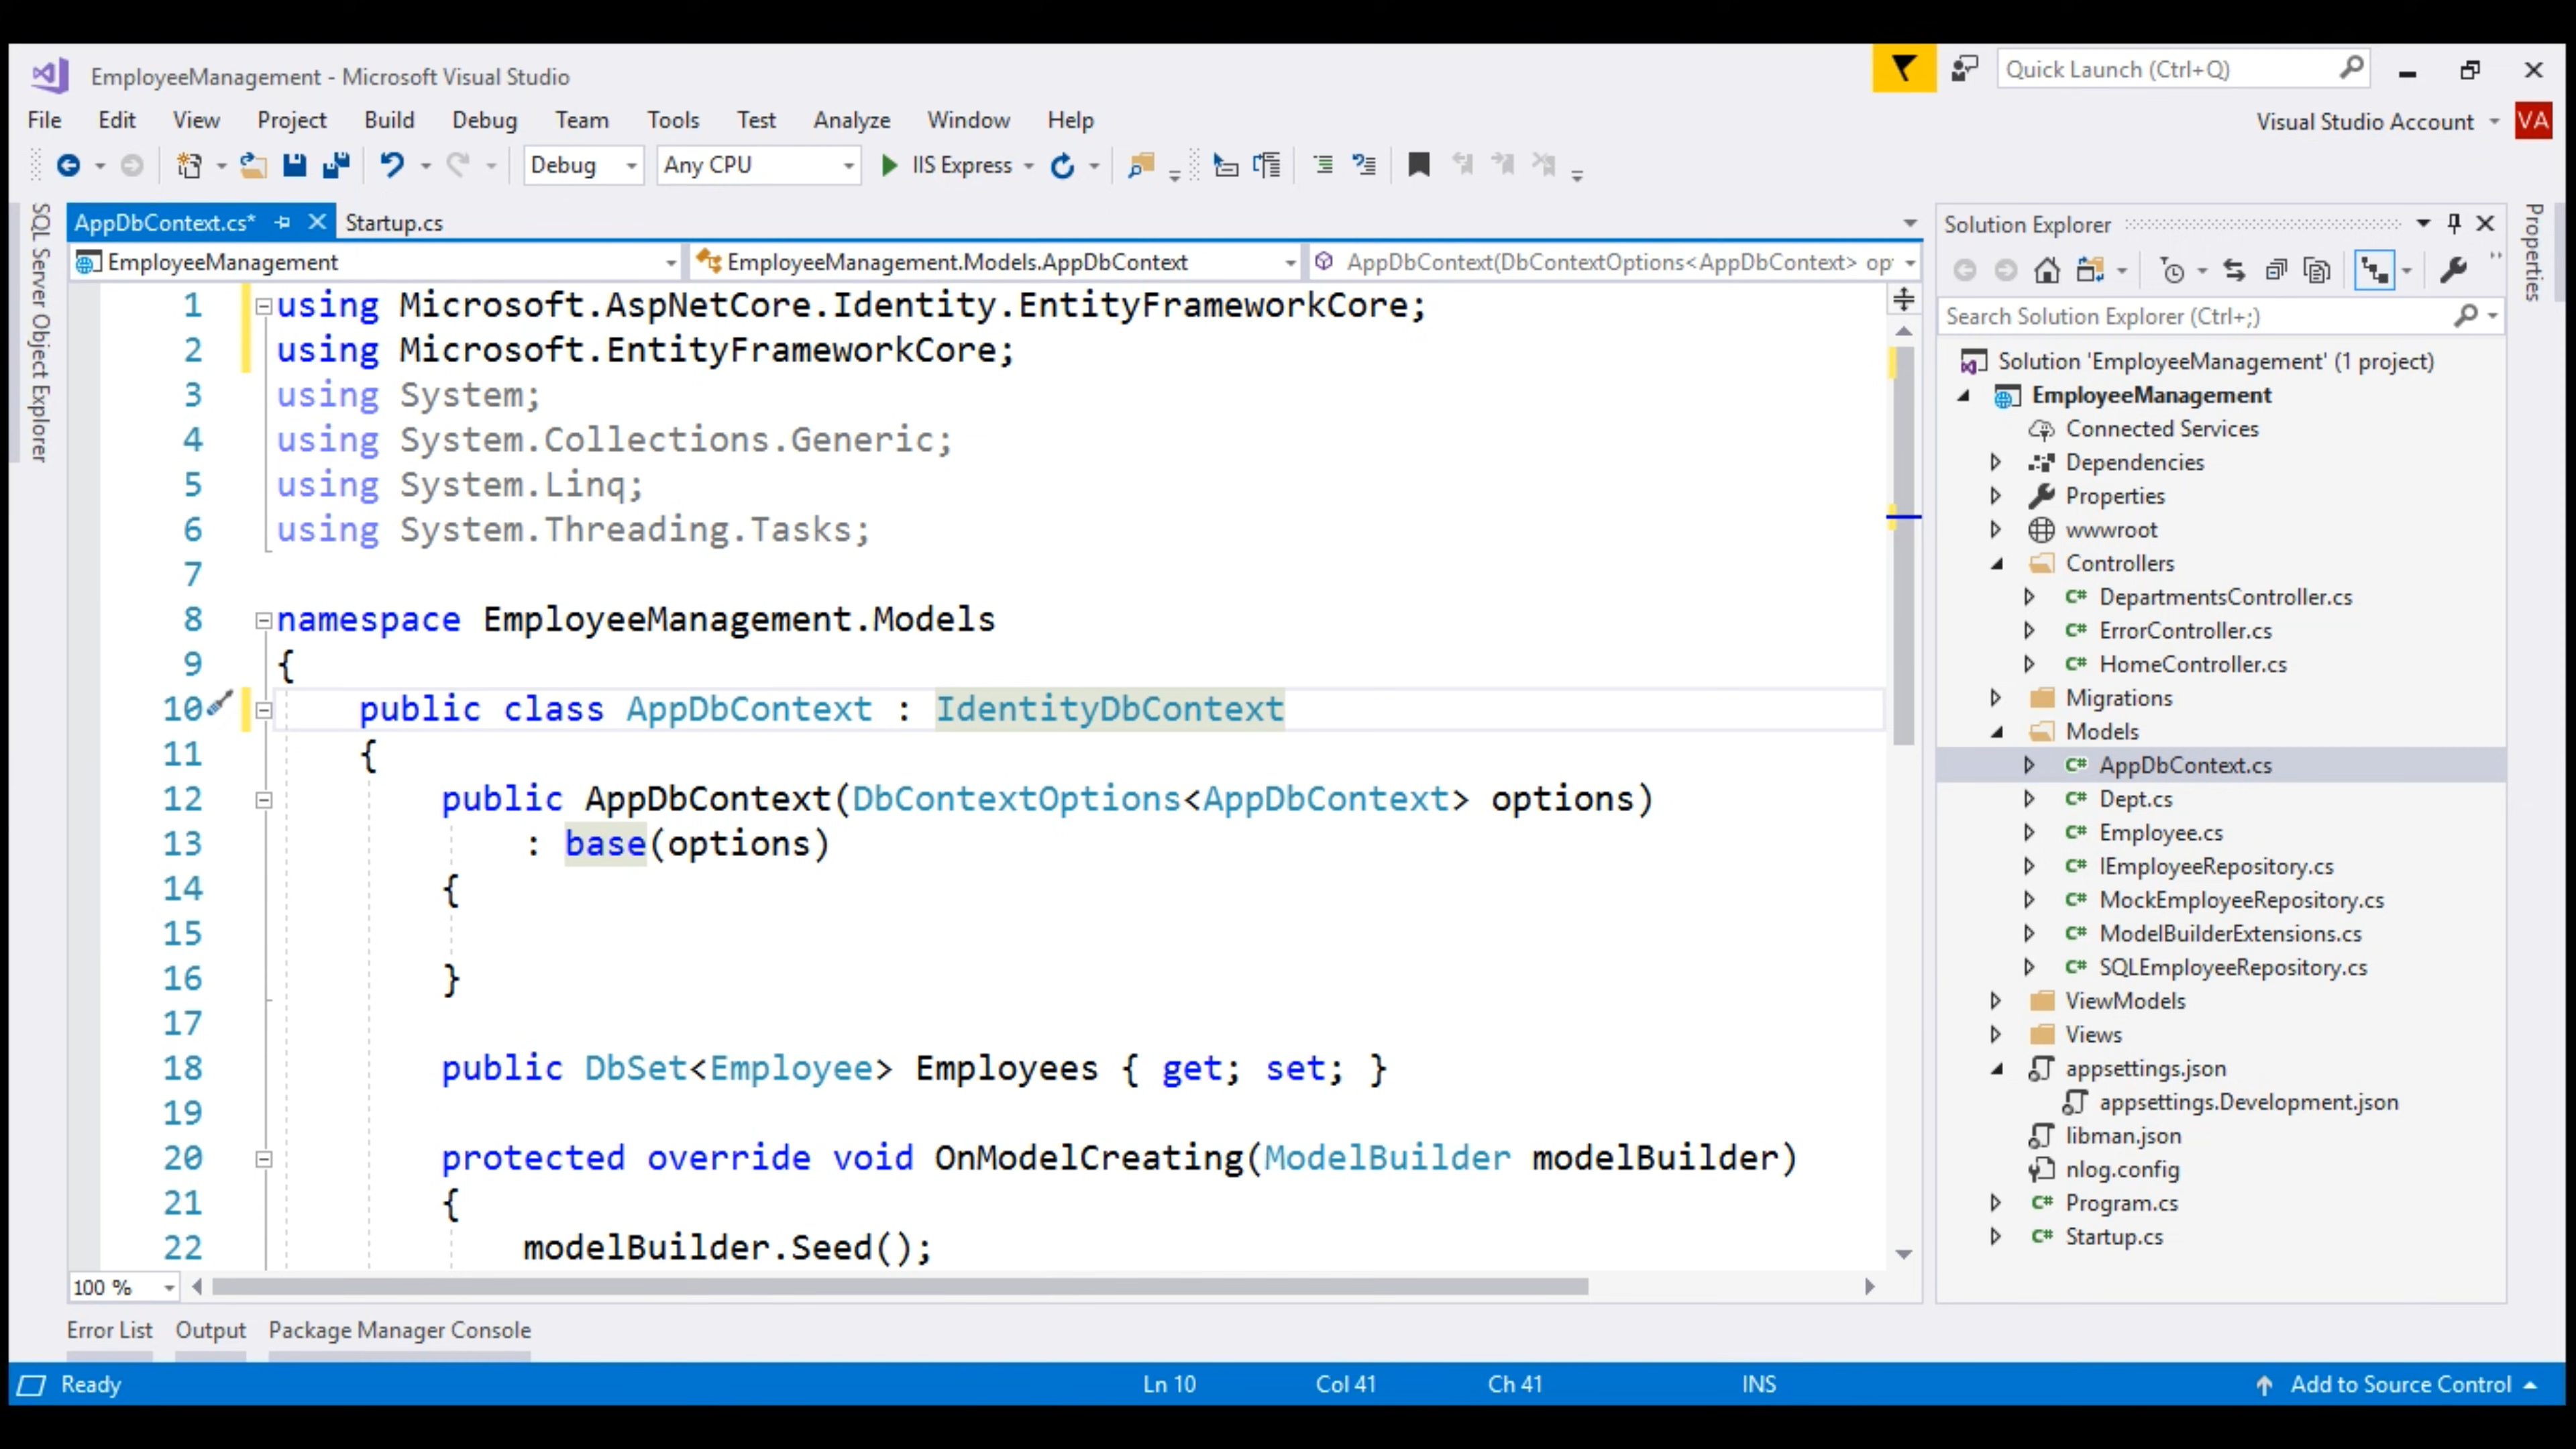 EmployeeManagement - Microsoft Visual Studio
Quick Launch (Ctrl+Q)
File Edit View Project Build Debug Team Tools Test Analyze Window Help
Visual Studio Account VA
Debug Any CPU IIS Express
SQL Server Object Explorer
AppDbContext.cs* Startup.cs
EmployeeManagement EmployeeManagement.Models.AppDbContext AppDbContext(DbContextOptions<AppDbContext> op
1 using Microsoft.AspNetCore.Identity.EntityFrameworkCore;
2 using Microsoft.EntityFrameworkCore;
3 using System;
4 using System.Collections.Generic;
5 using System.Linq;
6 using System.Threading.Tasks;
7
8 namespace EmployeeManagement.Models
9 {
10 public class AppDbContext : IdentityDbContext
11 {
12 public AppDbContext(DbContextOptions<AppDbContext> options)
13 : base(options)
14 {
15
16 }
17
18 public DbSet<Employee> Employees { get; set; }
19
20 protected override void OnModelCreating(ModelBuilder modelBuilder)
21 {
22 modelBuilder.Seed();
100 %
Solution Explorer
Search Solution Explorer (Ctrl+;)
Solution 'EmployeeManagement' (1 project)
EmployeeManagement
Connected Services
Dependencies
Properties
wwwroot
Controllers
C# DepartmentsController.cs
C# ErrorController.cs
C# HomeController.cs
Migrations
Models
C# AppDbContext.cs
C# Dept.cs
C# Employee.cs
C# IEmployeeRepository.cs
C# MockEmployeeRepository.cs
C# ModelBuilderExtensions.cs
C# SQLEmployeeRepository.cs
ViewModels
Views
appsettings.json
appsettings.Development.json
libman.json
nlog.config
C# Program.cs
C# Startup.cs
Properties
Error List Output Package Manager Console
Ready Ln 10 Col 41 Ch 41 INS Add to Source Control